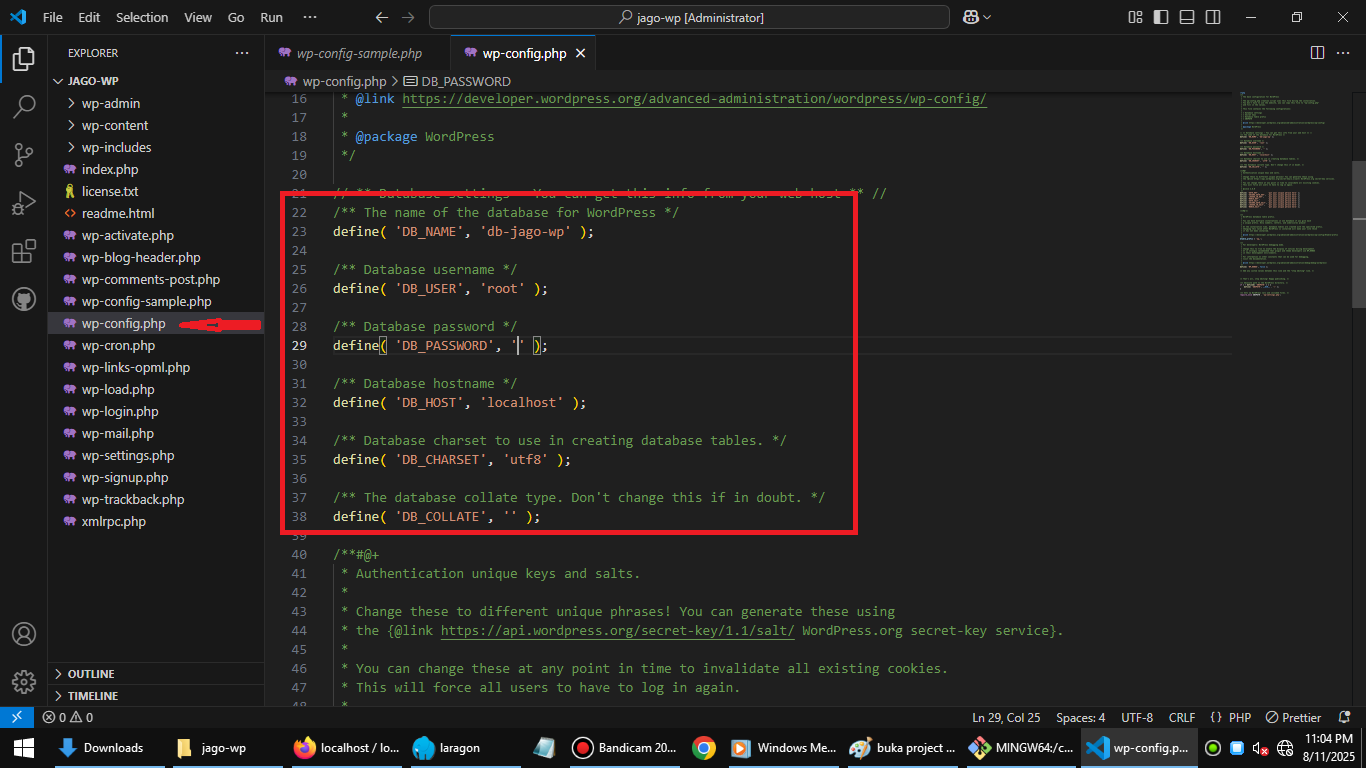 File Edit Selection View Go Run ··· jago-wp [Administrator]
EXPLORER ···
JAGO-WP
wp-admin
wp-content
wp-includes
index.php
license.txt
readme.html
wp-activate.php
wp-blog-header.php
wp-comments-post.php
wp-config-sample.php
wp-config.php
wp-cron.php
wp-links-opml.php
wp-load.php
wp-login.php
wp-mail.php
wp-settings.php
wp-signup.php
wp-trackback.php
xmlrpc.php
OUTLINE
TIMELINE
wp-config-sample.php wp-config.php
wp-config.php > DB_PASSWORD
16 * @link https://developer.wordpress.org/advanced-administration/wordpress/wp-config/
17 *
18 * @package WordPress
19 */
20
21 // ** Database settings - You can get this info from your web host ** //
22 /** The name of the database for WordPress */
23 define( 'DB_NAME', 'db-jago-wp' );
24
25 /** Database username */
26 define( 'DB_USER', 'root' );
27
28 /** Database password */
29 define( 'DB_PASSWORD', '' );
30
31 /** Database hostname */
32 define( 'DB_HOST', 'localhost' );
33
34 /** Database charset to use in creating database tables. */
35 define( 'DB_CHARSET', 'utf8' );
36
37 /** The database collate type. Don't change this if in doubt. */
38 define( 'DB_COLLATE', '' );
39
40 /**#@+
41 * Authentication unique keys and salts.
42 *
43 * Change these to different unique phrases! You can generate these using
44 * the {@link https://api.wordpress.org/secret-key/1.1/salt/ WordPress.org secret-key service}.
45 *
46 * You can change these at any point in time to invalidate all existing cookies.
47 * This will force all users to have to log in again.
48 *
0 0 Ln 29, Col 25 Spaces: 4 UTF-8 CRLF {} PHP Prettier
Downloads jago-wp localhost / lo... laragon Bandicam 20... Windows Me... buka project ... MINGW64:/c... wp-config.p... 11:04 PM
8/11/2025